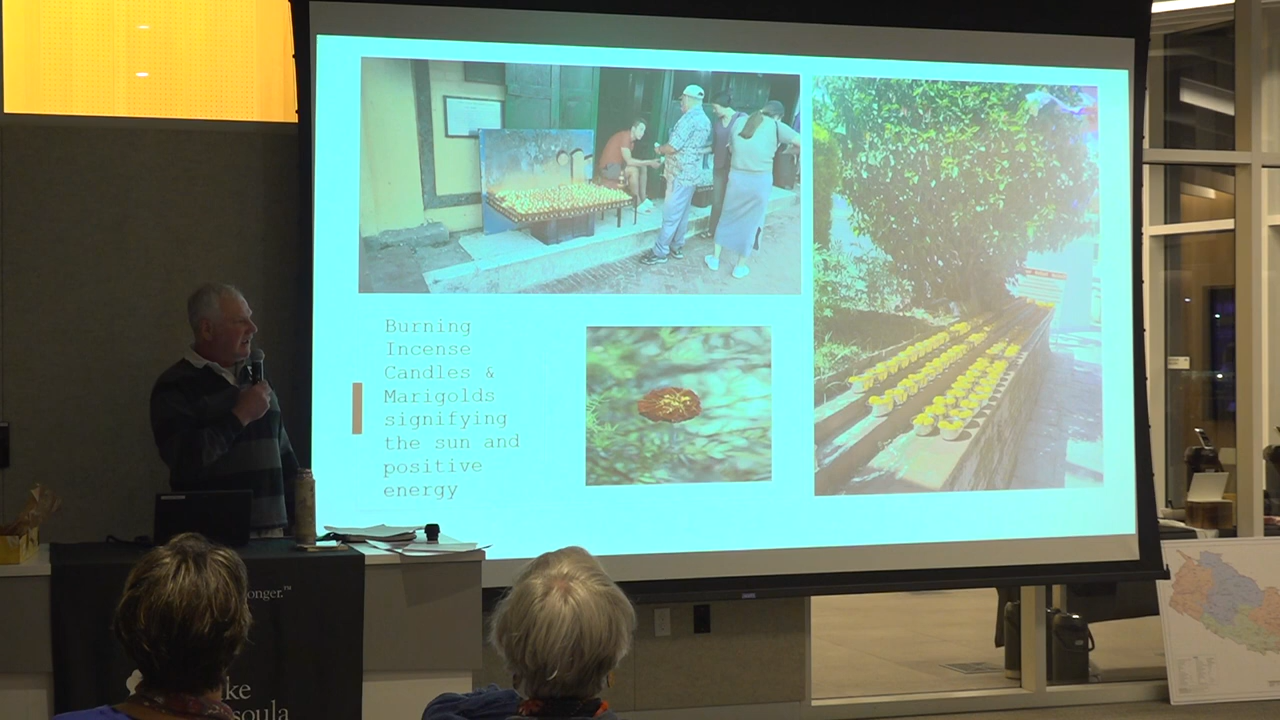 Burning
Incense
Candles &
Marigolds
signifying
the sun and
positive
energy
onger.™
ke
soula